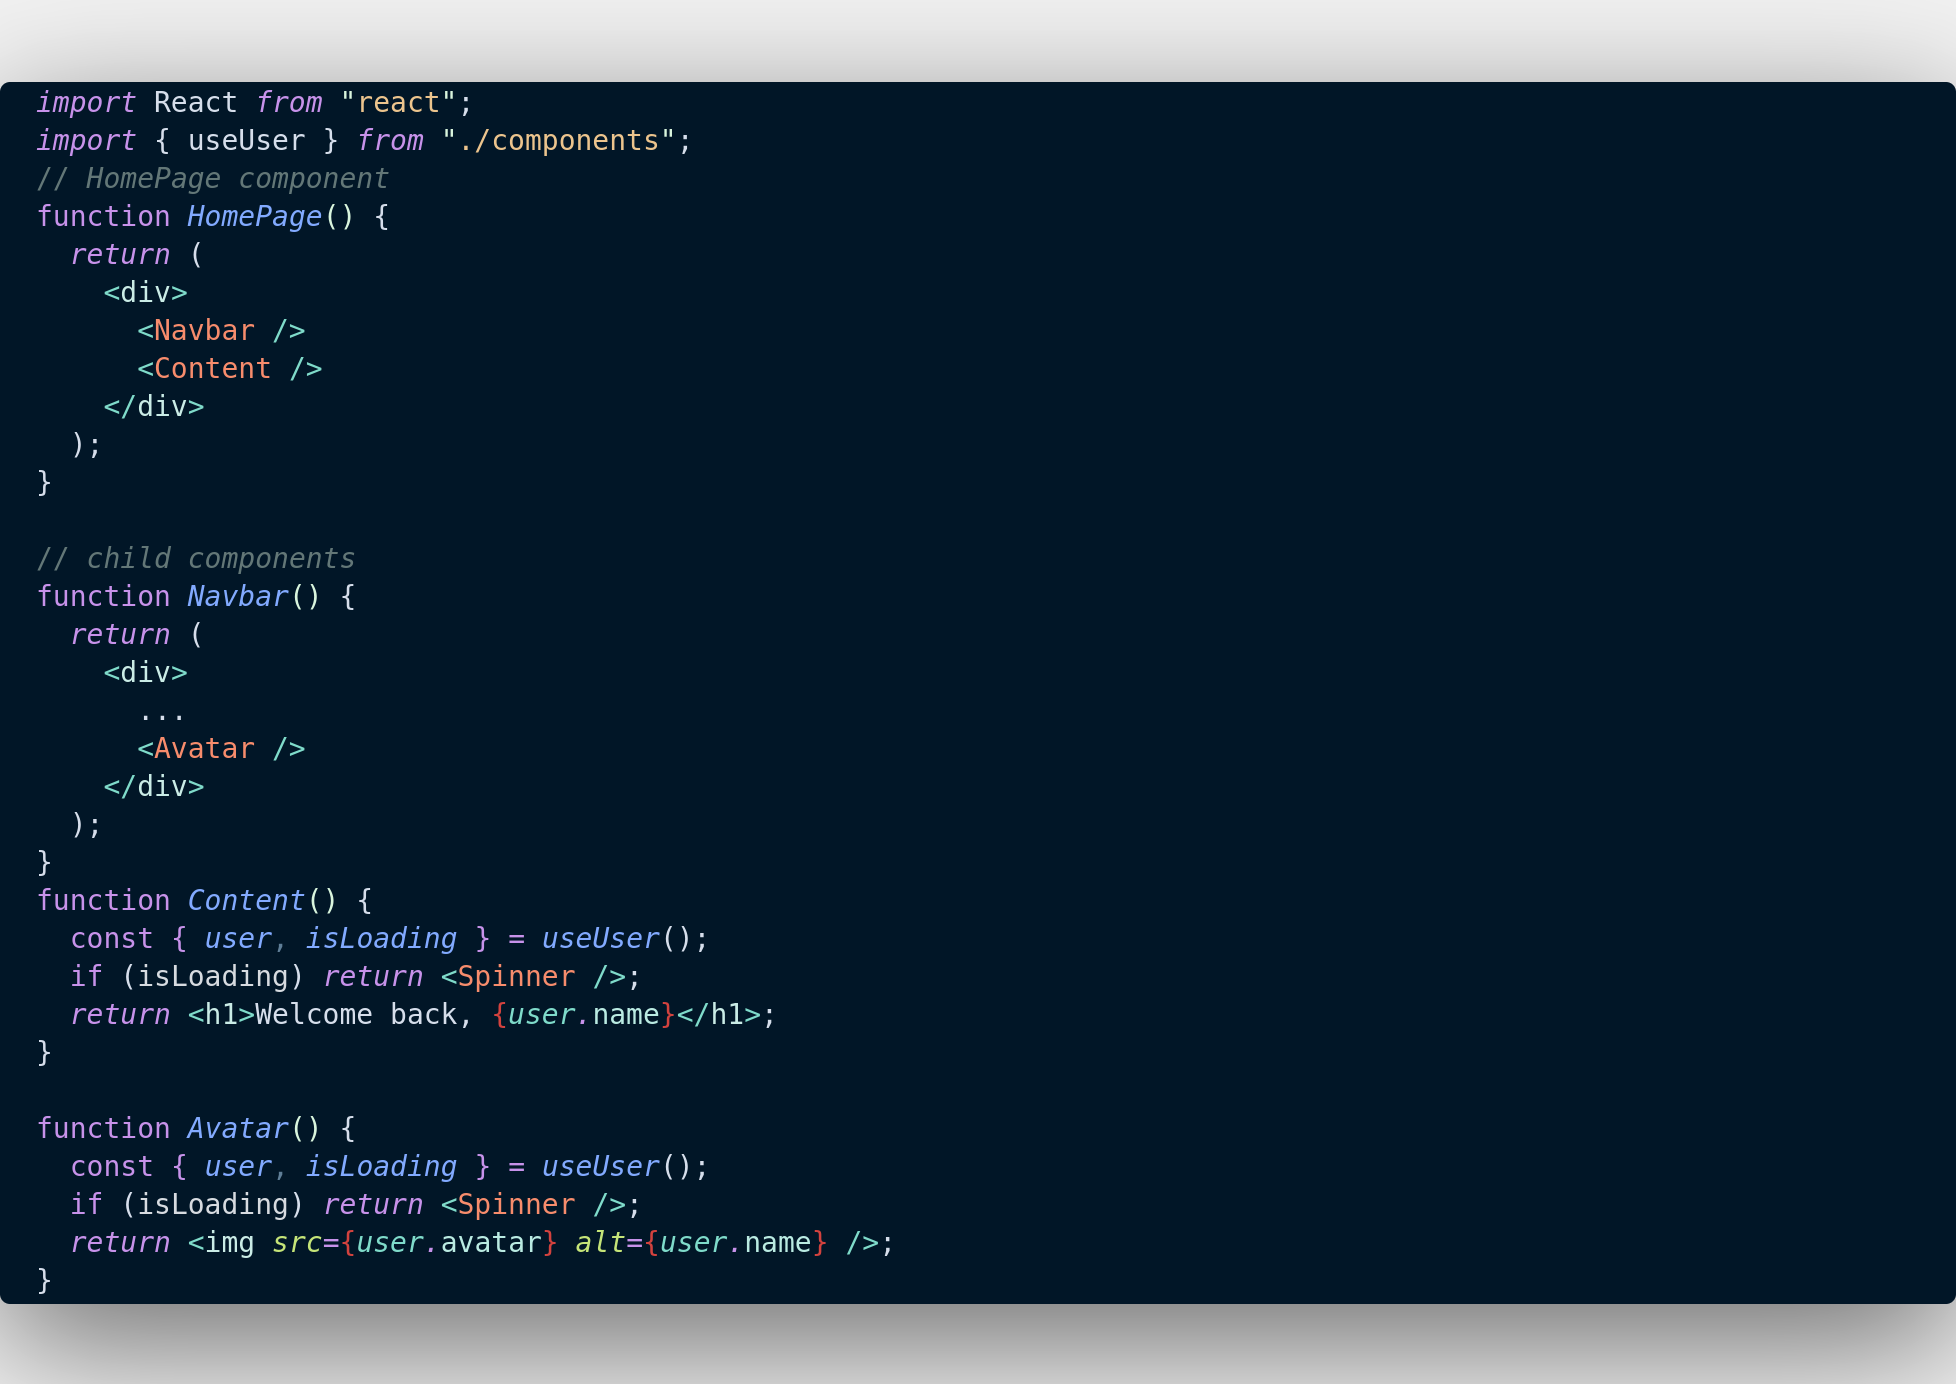 import React from "react";
import { useUser } from "./components";
// HomePage component
function HomePage() {
  return (
    <div>
      <Navbar />
      <Content />
    </div>
  );
}

// child components
function Navbar() {
  return (
    <div>
      ...
      <Avatar />
    </div>
  );
}
function Content() {
  const { user, isLoading } = useUser();
  if (isLoading) return <Spinner />;
  return <h1>Welcome back, {user.name}</h1>;
}

function Avatar() {
  const { user, isLoading } = useUser();
  if (isLoading) return <Spinner />;
  return <img src={user.avatar} alt={user.name} />;
}